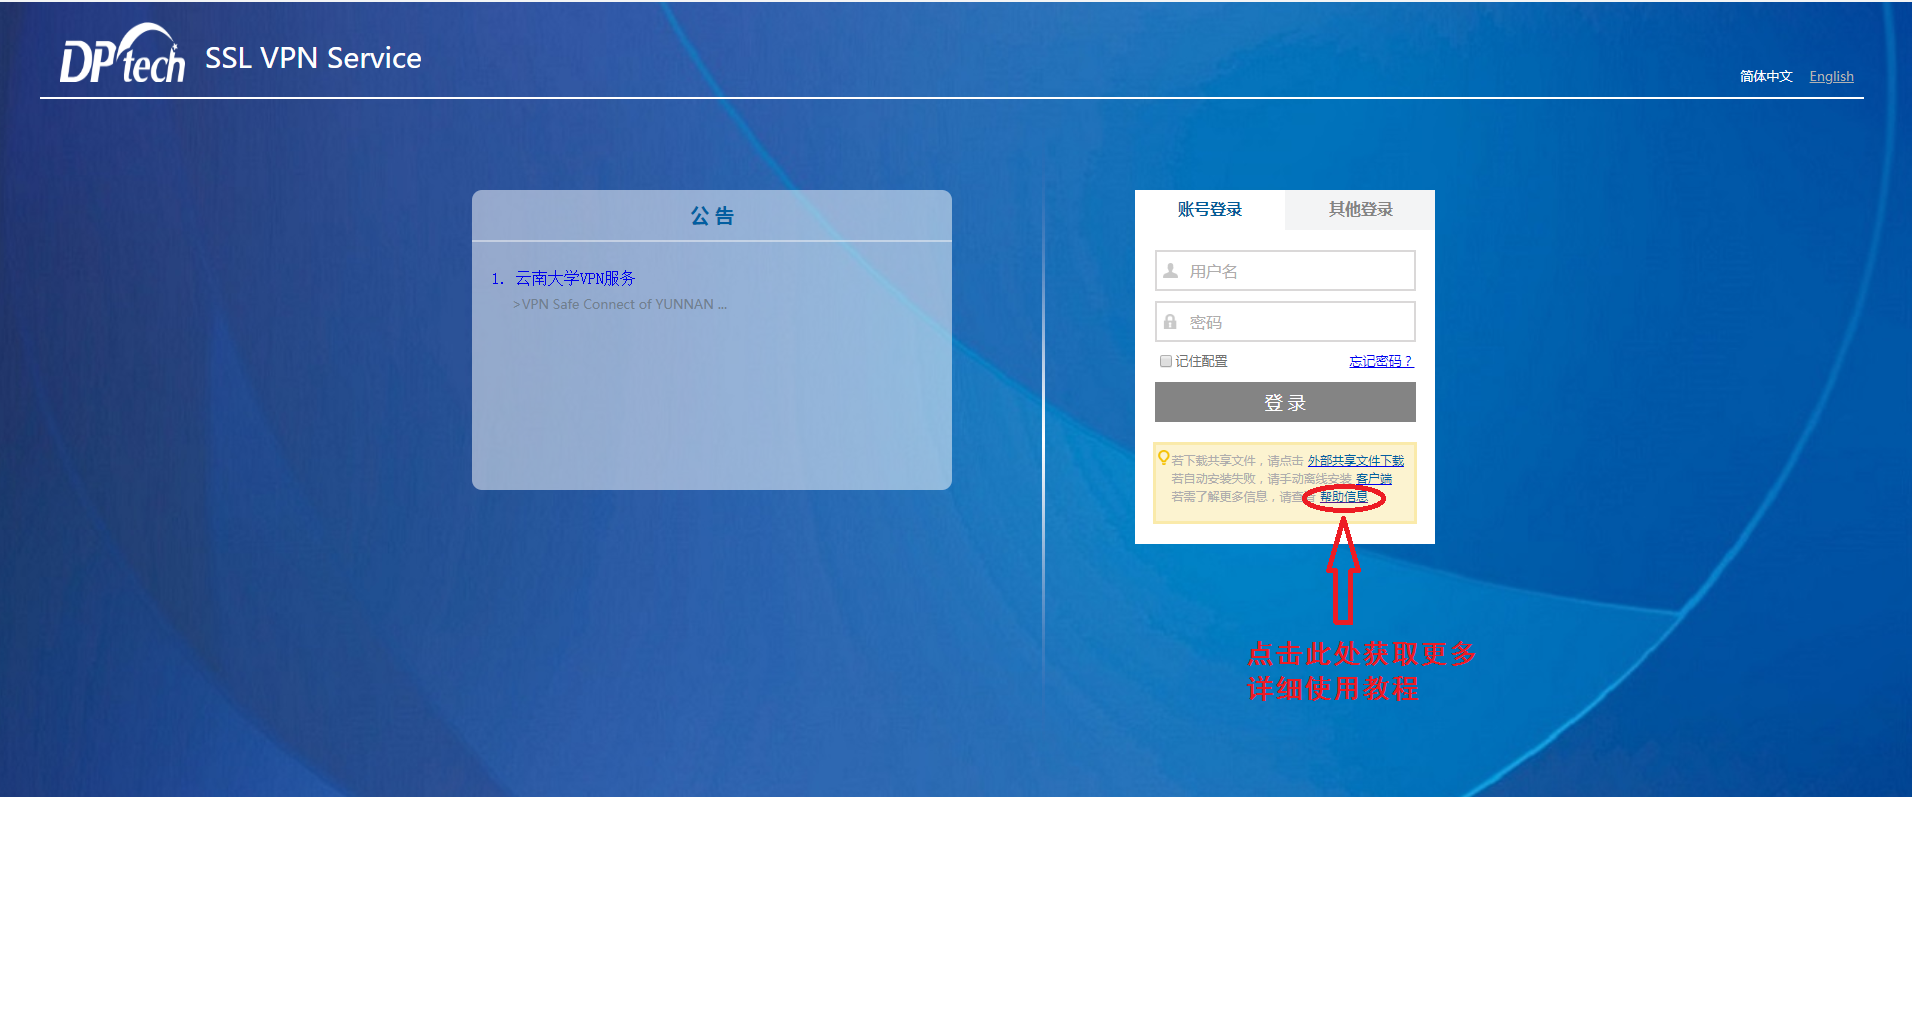 DPtech SSL VPN Service
简体中文 English
公 告
1. 云南大学VPN服务
>VPN Safe Connect of YUNNAN ...
账号登录 其他登录
用户名
密码
记住配置 忘记密码？
登 录
若下载共享文件，请点击 外部共享文件下载
若自动安装失败，请手动离线安装 客户端
若需了解更多信息，请查看 帮助信息
点击此处获取更多
详细使用教程